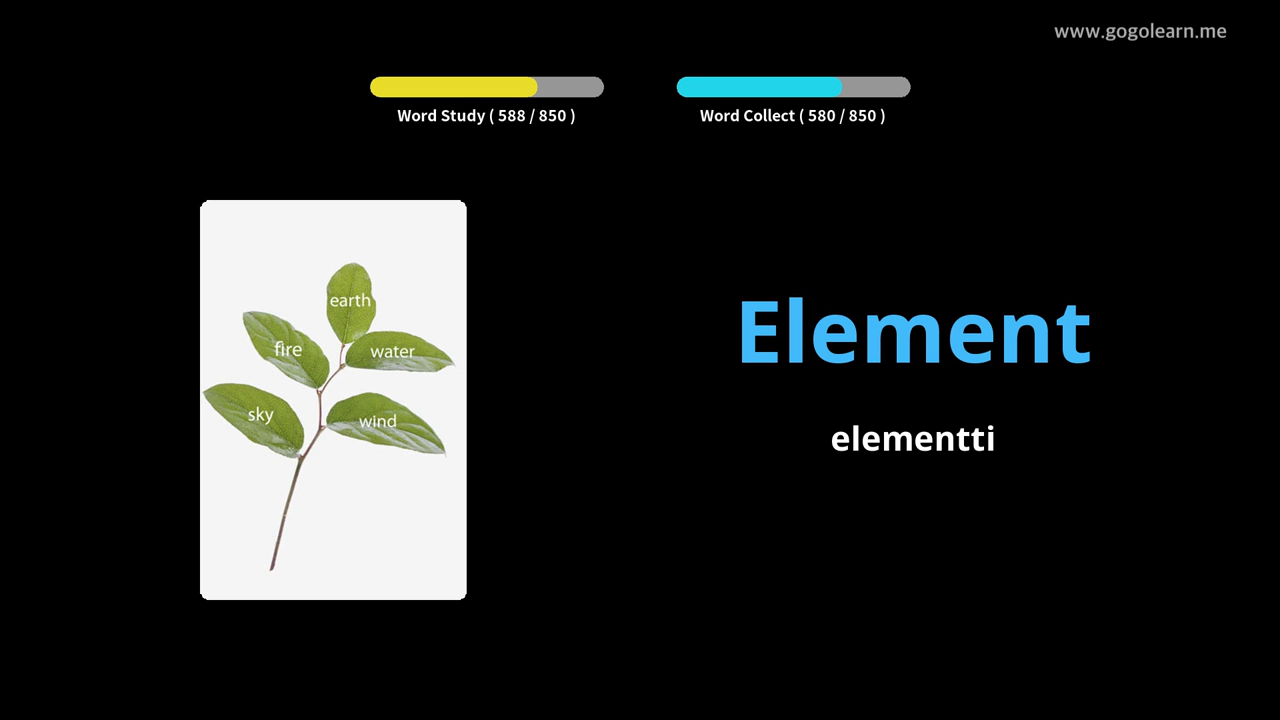 www.gogolearn.me
Word Study ( 588 / 850 )
Word Collect ( 580 / 850 )
earth
fire
water
sky
wind
Element
elementti